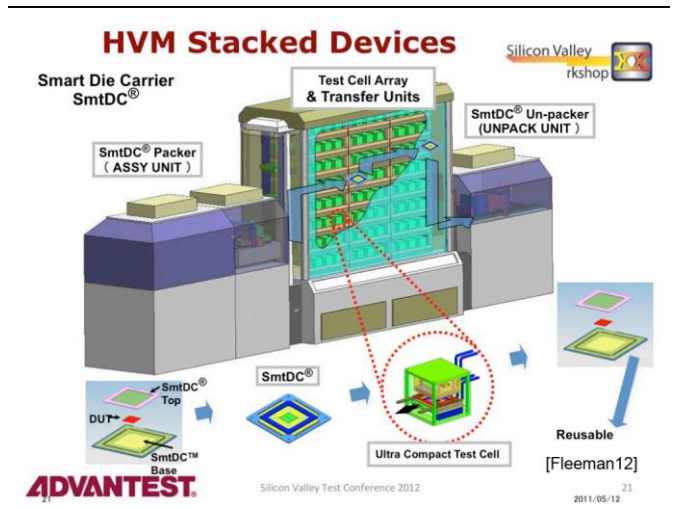 HVM Stacked Devices
Silicon Valley
rkshop
Smart Die Carrier
SmtDC®
Test Cell Array
& Transfer Units
SmtDC® Un-packer
(UNPACK UNIT )
SmtDC® Packer
( ASSY UNIT )
SmtDC®
Top
DUT
SmtDC™
Base
SmtDC®
Ultra Compact Test Cell
Reusable
[Fleeman12]
ADVANTEST.
21
Silicon Valley Test Conference 2012
21
2011/05/12